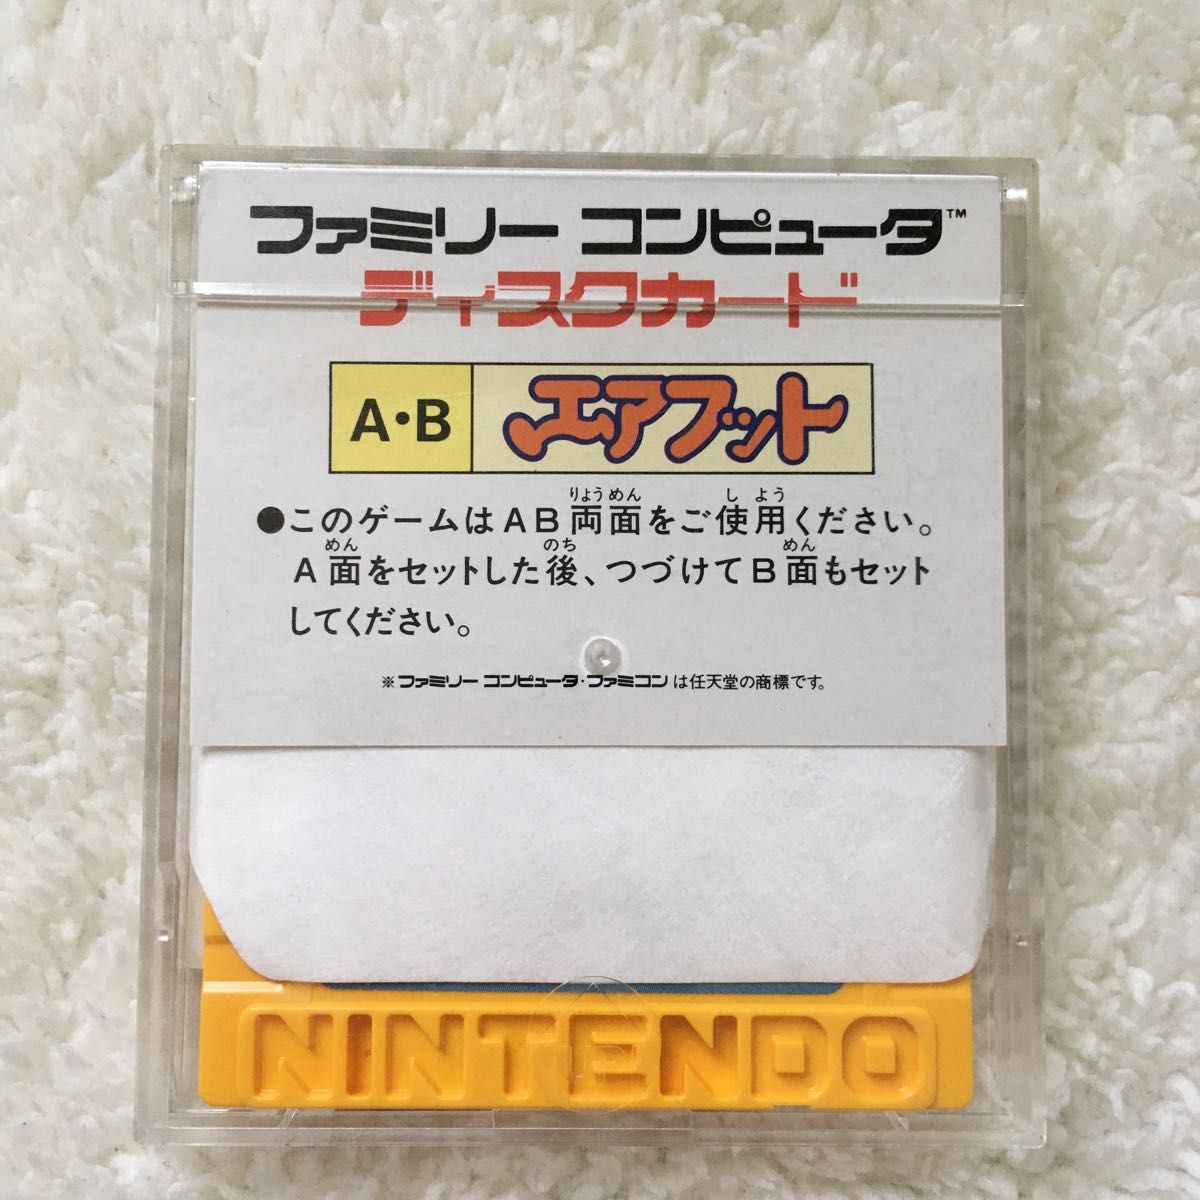 ファミリー コンピュータ™
ディスクカード
A・B エアフット
りょうめん し よう
●このゲームはAB両面をご使用ください。
めん のち めん
A面をセットした後、つづけてB面もセット
してください。
※ファミリー コンピュータ・ファミコンは任天堂の商標です。
NINTENDO